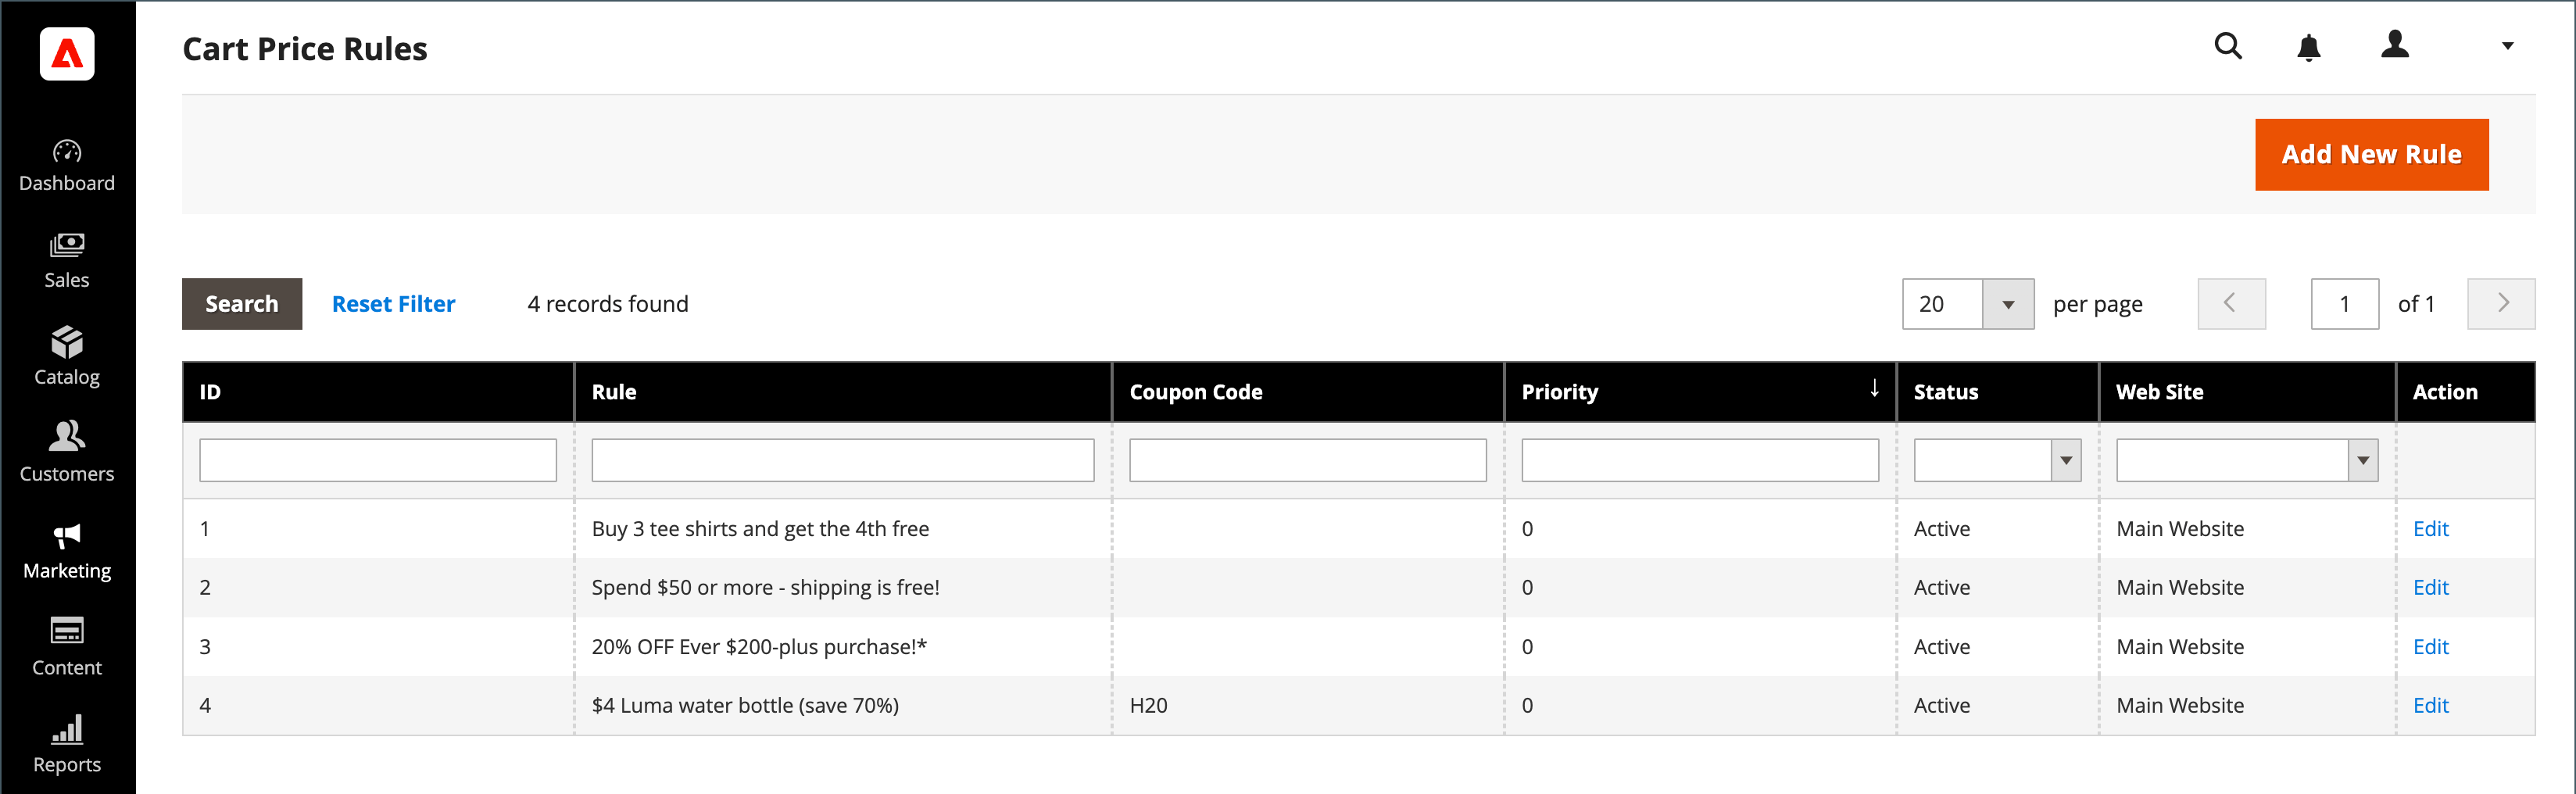 Cart Price Rules
Dashboard
Sales
Catalog
Customers
Marketing
Content
Reports
Add New Rule
Search Reset Filter 4 records found 20 per page 1 of 1
ID Rule Coupon Code Priority ↓ Status Web Site Action
1 Buy 3 tee shirts and get the 4th free 0 Active Main Website Edit
2 Spend $50 or more - shipping is free! 0 Active Main Website Edit
3 20% OFF Ever $200-plus purchase!* 0 Active Main Website Edit
4 $4 Luma water bottle (save 70%) H20 0 Active Main Website Edit